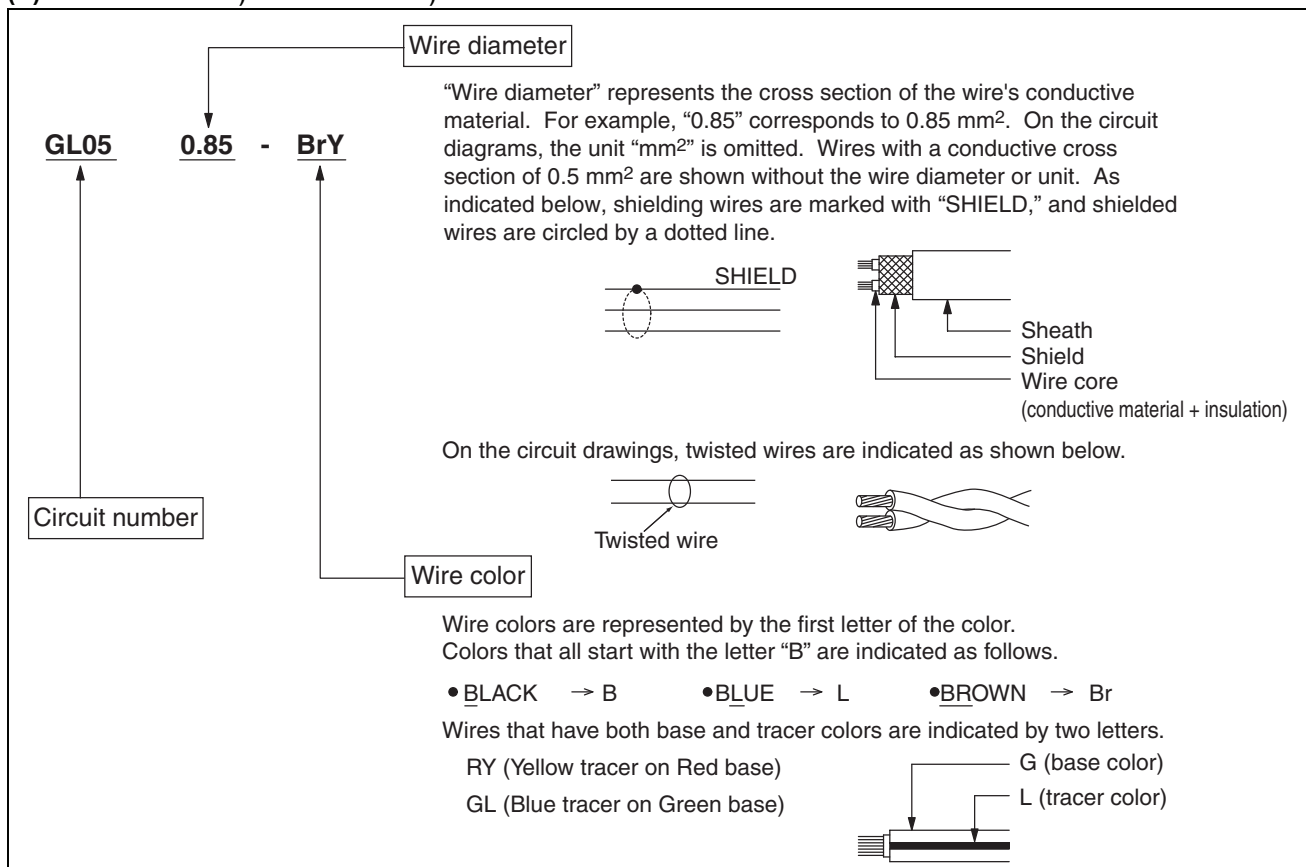 Wire diameter
"Wire diameter" represents the cross section of the wire's conductive
material. For example, "0.85" corresponds to 0.85 mm2. On the circuit
diagrams, the unit "mm2" is omitted. Wires with a conductive cross
section of 0.5 mm2 are shown without the wire diameter or unit. As
indicated below, shielding wires are marked with "SHIELD," and shielded
wires are circled by a dotted line.
GL05 0.85 - BrY
SHIELD
Sheath
Shield
Wire core
(conductive material + insulation)
On the circuit drawings, twisted wires are indicated as shown below.
Circuit number
Twisted wire
Wire color
Wire colors are represented by the first letter of the color.
Colors that all start with the letter "B" are indicated as follows.
● BLACK → B ●BLUE → L ●BROWN → Br
Wires that have both base and tracer colors are indicated by two letters.
RY (Yellow tracer on Red base)
GL (Blue tracer on Green base)
G (base color)
L (tracer color)